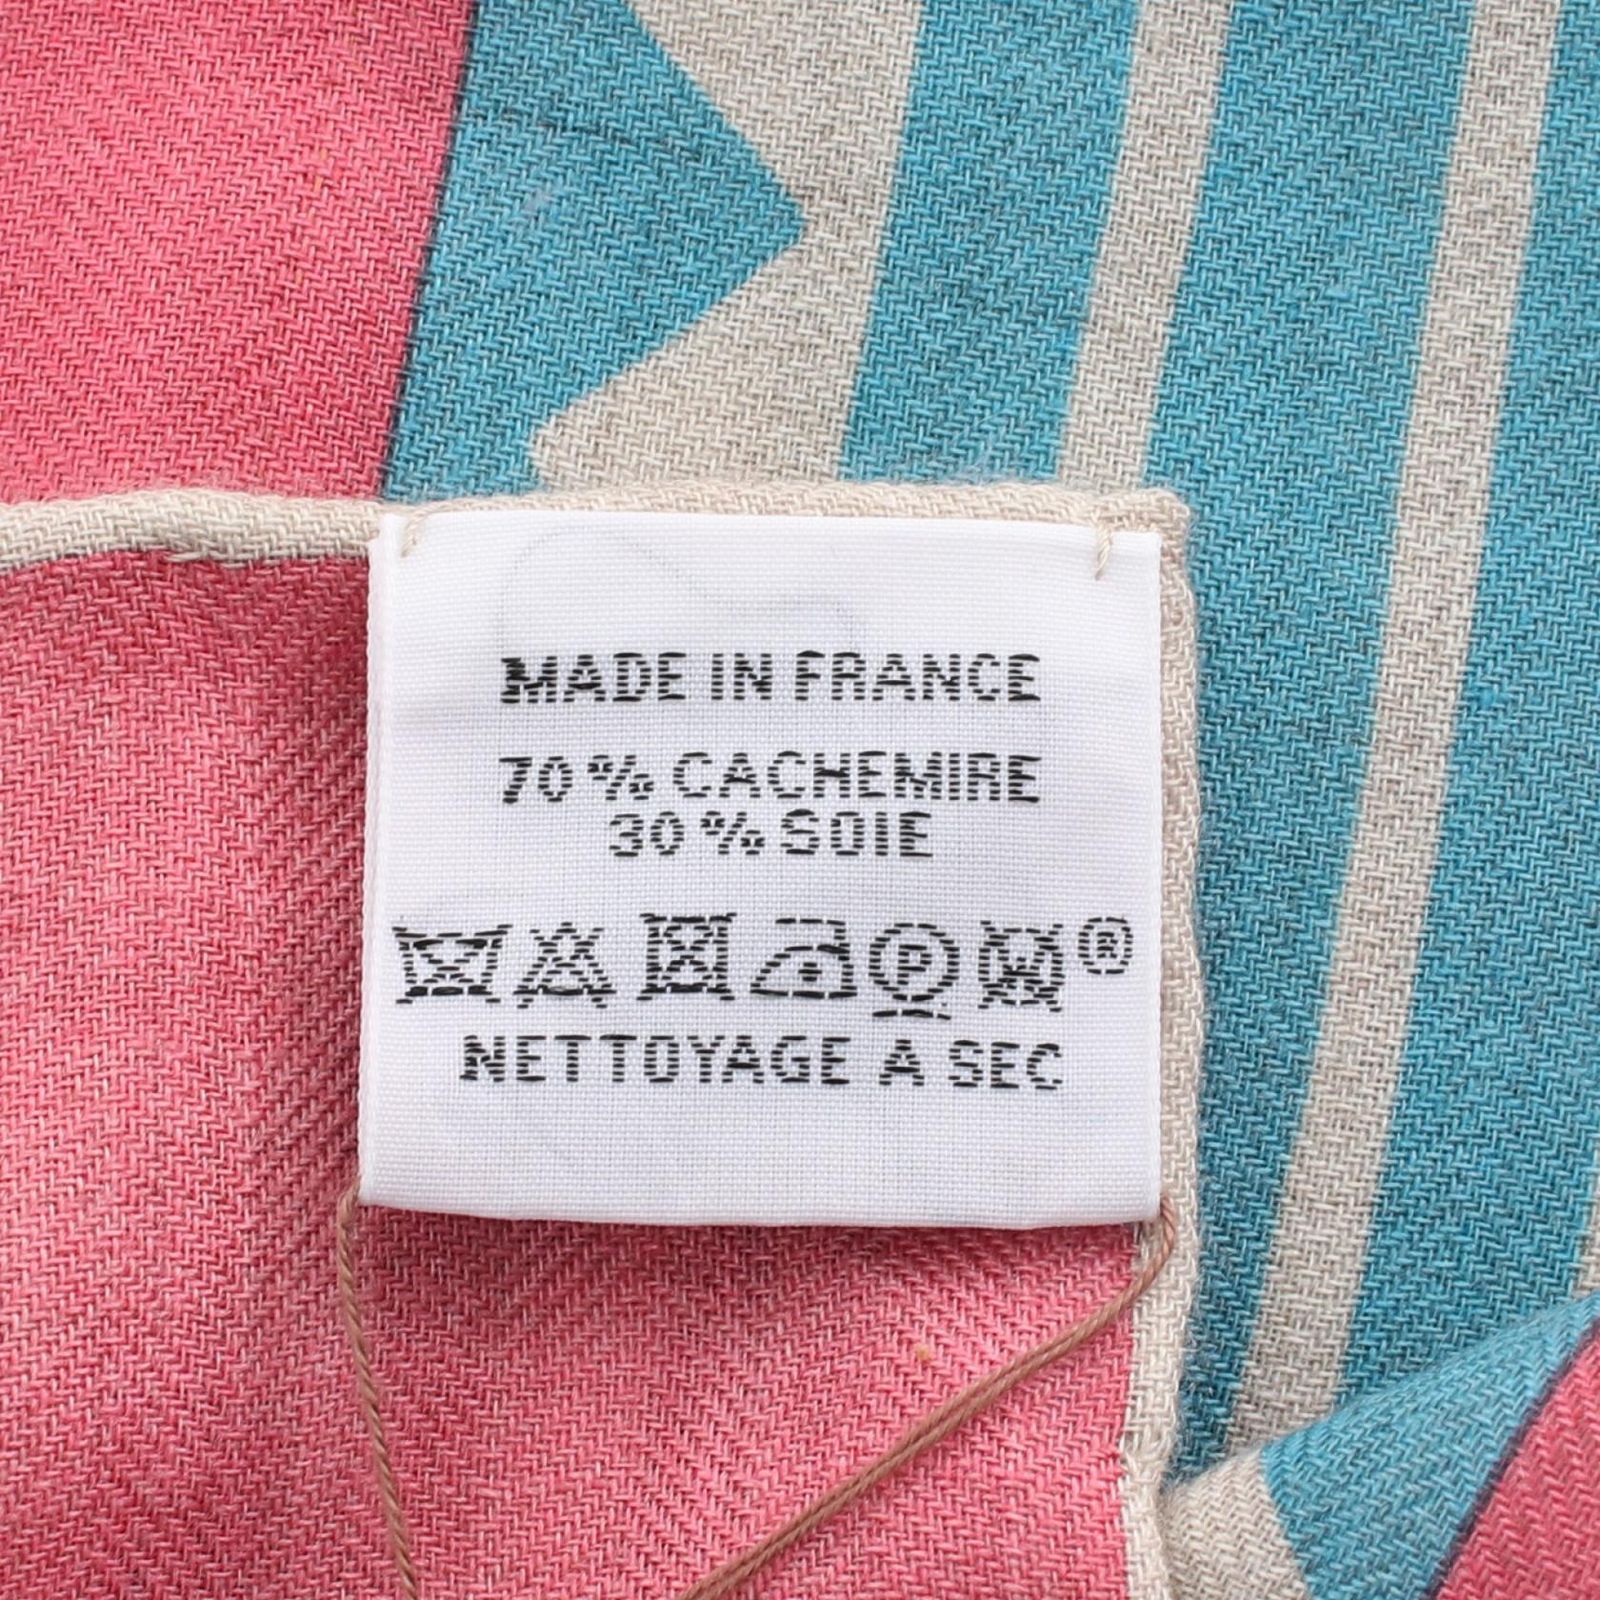 MADE IN FRANCE
70 % CACHEMIRE
30 % SOIE
P W ®
NETTOYAGE A SEC